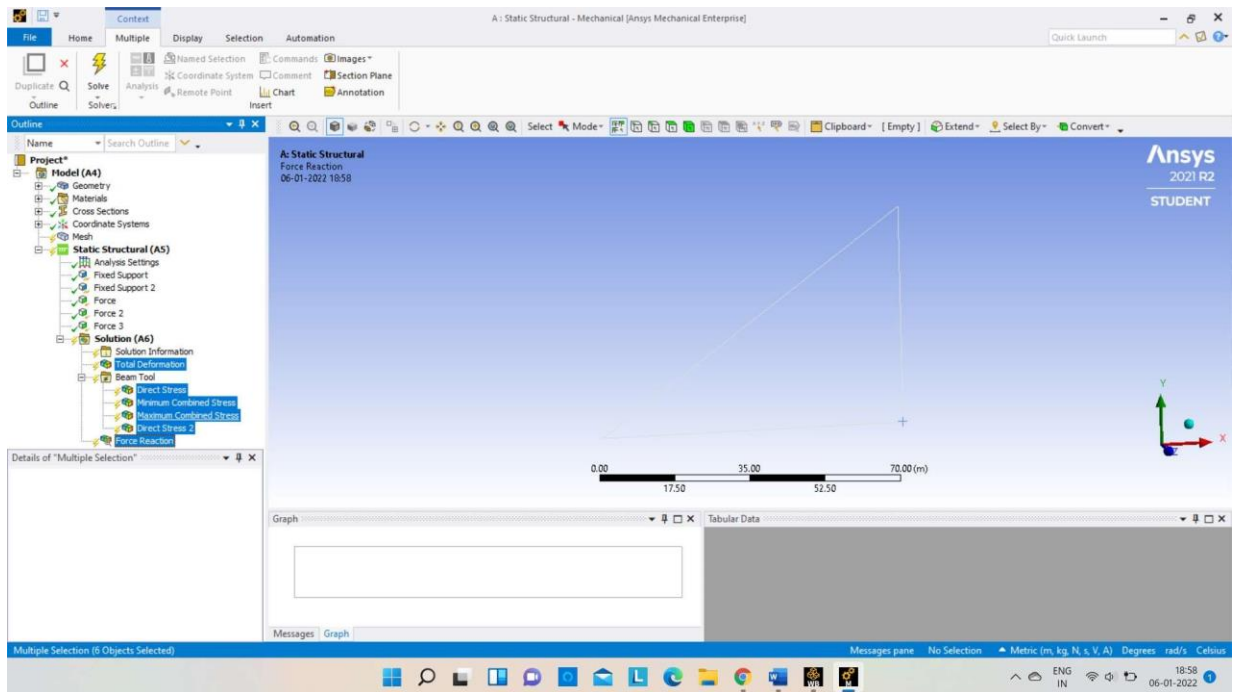 Context
A : Static Structural - Mechanical [Ansys Mechanical Enterprise]
File Home Multiple Display Selection Automation
Quick Launch
Duplicate
Outline
Solve
Solver
Analysis
Named Selection
Coordinate System
Remote Point
Commands
Comment
Chart
Images
Section Plane
Annotation
Insert
Outline
Select Mode
Clipboard [ Empty ] Extend Select By Convert
Name Search Outline
Project*
Model (A4)
Geometry
Materials
Cross Sections
Coordinate Systems
Mesh
Static Structural (A5)
Analysis Settings
Fixed Support
Fixed Support 2
Force
Force 2
Force 3
Solution (A6)
Solution Information
Total Deformation
Beam Tool
Direct Stress
Minimum Combined Stress
Maximum Combined Stress
Direct Stress 2
Force Reaction
Details of "Multiple Selection"
A: Static Structural
Force Reaction
06-01-2022 18:58
Ansys
2021 R2
STUDENT
Y
X
Z
0.00 35.00 70.00 (m)
17.50 52.50
Graph
Tabular Data
Messages Graph
Multiple Selection (6 Objects Selected)
Messages pane No Selection Metric (m, kg, N, s, V, A) Degrees rad/s Celsius
L
WB
M
ENG
IN
18:58
06-01-2022
1